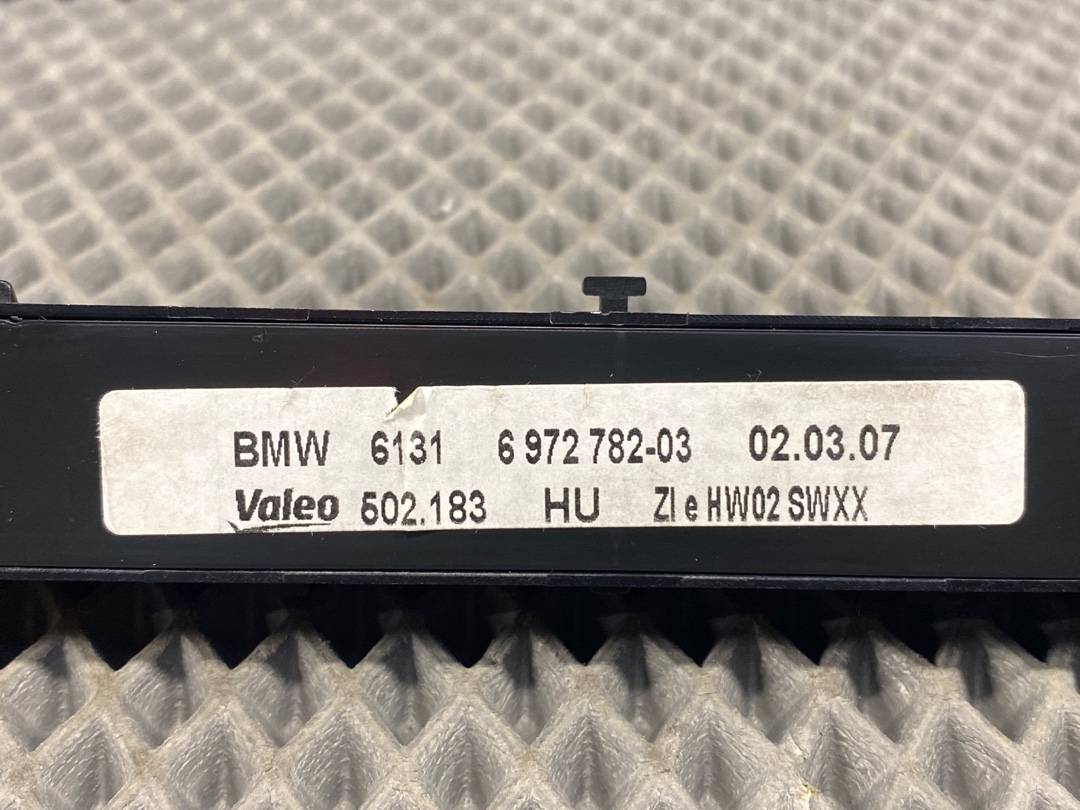 BMW 6131 6 972 782-03 02.03.07
Valeo 502.183 HU ZI e HW02 SWXX